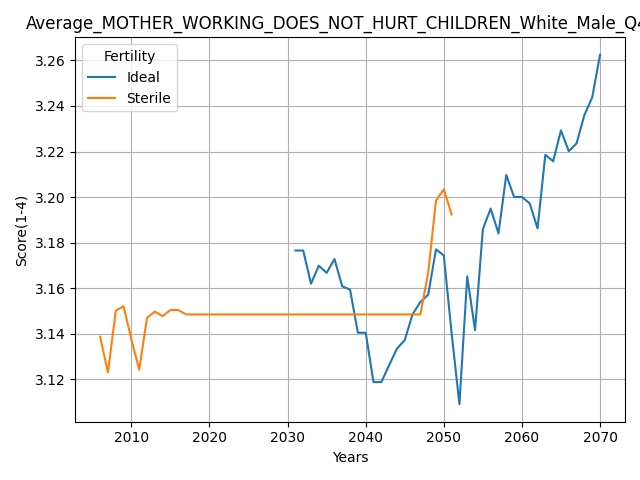 Average_MOTHER_WORKING_DOES_NOT_HURT_CHILDREN_White_Male_Q4
Fertility
Ideal
Sterile
Score(1-4)
3.26
3.24
3.22
3.20
3.18
3.16
3.14
3.12
2010 2020 2030 2040 2050 2060 2070
Years